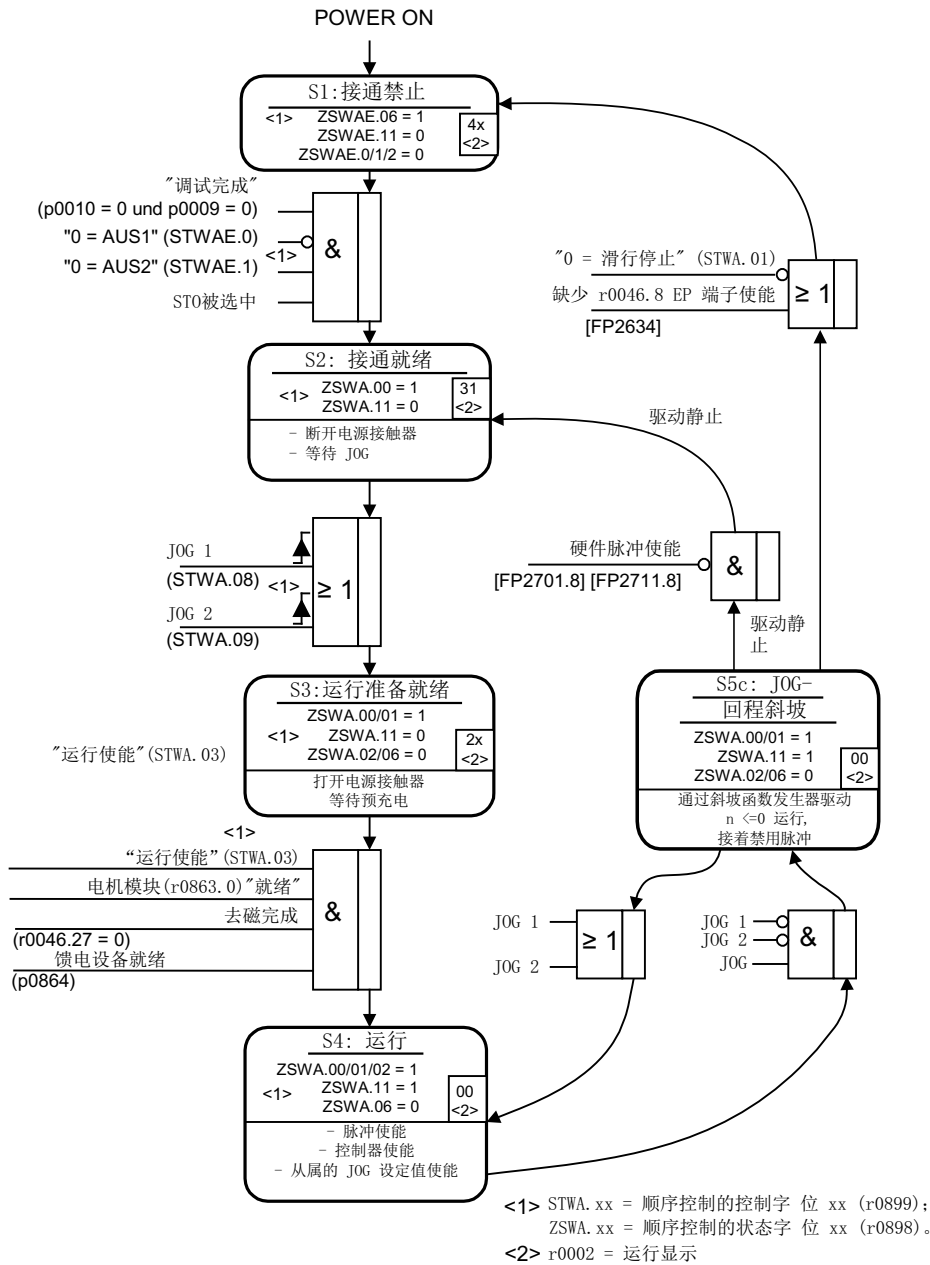 POWER ON
S1:接通禁止
<1> ZSWAE.06 = 1
ZSWAE.11 = 0
ZSWAE.0/1/2 = 0
4x
<2>
"调试完成"
(p0010 = 0 und p0009 = 0)
"0 = AUS1" (STWAE.0)
<1>
"0 = AUS2" (STWAE.1)
STO被选中
&
"0 = 滑行停止" (STWA.01)
缺少 r0046.8 EP 端子使能
[FP2634]
≥ 1
S2: 接通就绪
<1> ZSWA.00 = 1
ZSWA.11 = 0
31
<2>
- 断开电源接触器
- 等待 JOG
驱动静止
JOG 1
(STWA.08) <1>
JOG 2
(STWA.09)
≥ 1
硬件脉冲使能
[FP2701.8] [FP2711.8]
&
驱动静
止
S3:运行准备就绪
ZSWA.00/01 = 1
<1> ZSWA.11 = 0
ZSWA.02/06 = 0
2x
<2>
打开电源接触器
等待预充电
"运行使能"(STWA.03)
S5c: JOG-
回程斜坡
ZSWA.00/01 = 1
ZSWA.11 = 1
ZSWA.02/06 = 0
00
<2>
通过斜坡函数发生器驱动
n <=0 运行,
接着禁用脉冲
<1>
“运行使能”(STWA.03)
电机模块(r0863.0)"就绪"
去磁完成
(r0046.27 = 0)
馈电设备就绪
(p0864)
&
JOG 1
JOG 2
≥ 1
JOG 1
JOG 2
JOG
&
S4: 运行
ZSWA.00/01/02 = 1
<1> ZSWA.11 = 1
ZSWA.06 = 0
00
<2>
- 脉冲使能
- 控制器使能
- 从属的 JOG 设定值使能
<1> STWA.xx = 顺序控制的控制字 位 xx (r0899);
ZSWA.xx = 顺序控制的状态字 位 xx (r0898)。
<2> r0002 = 运行显示